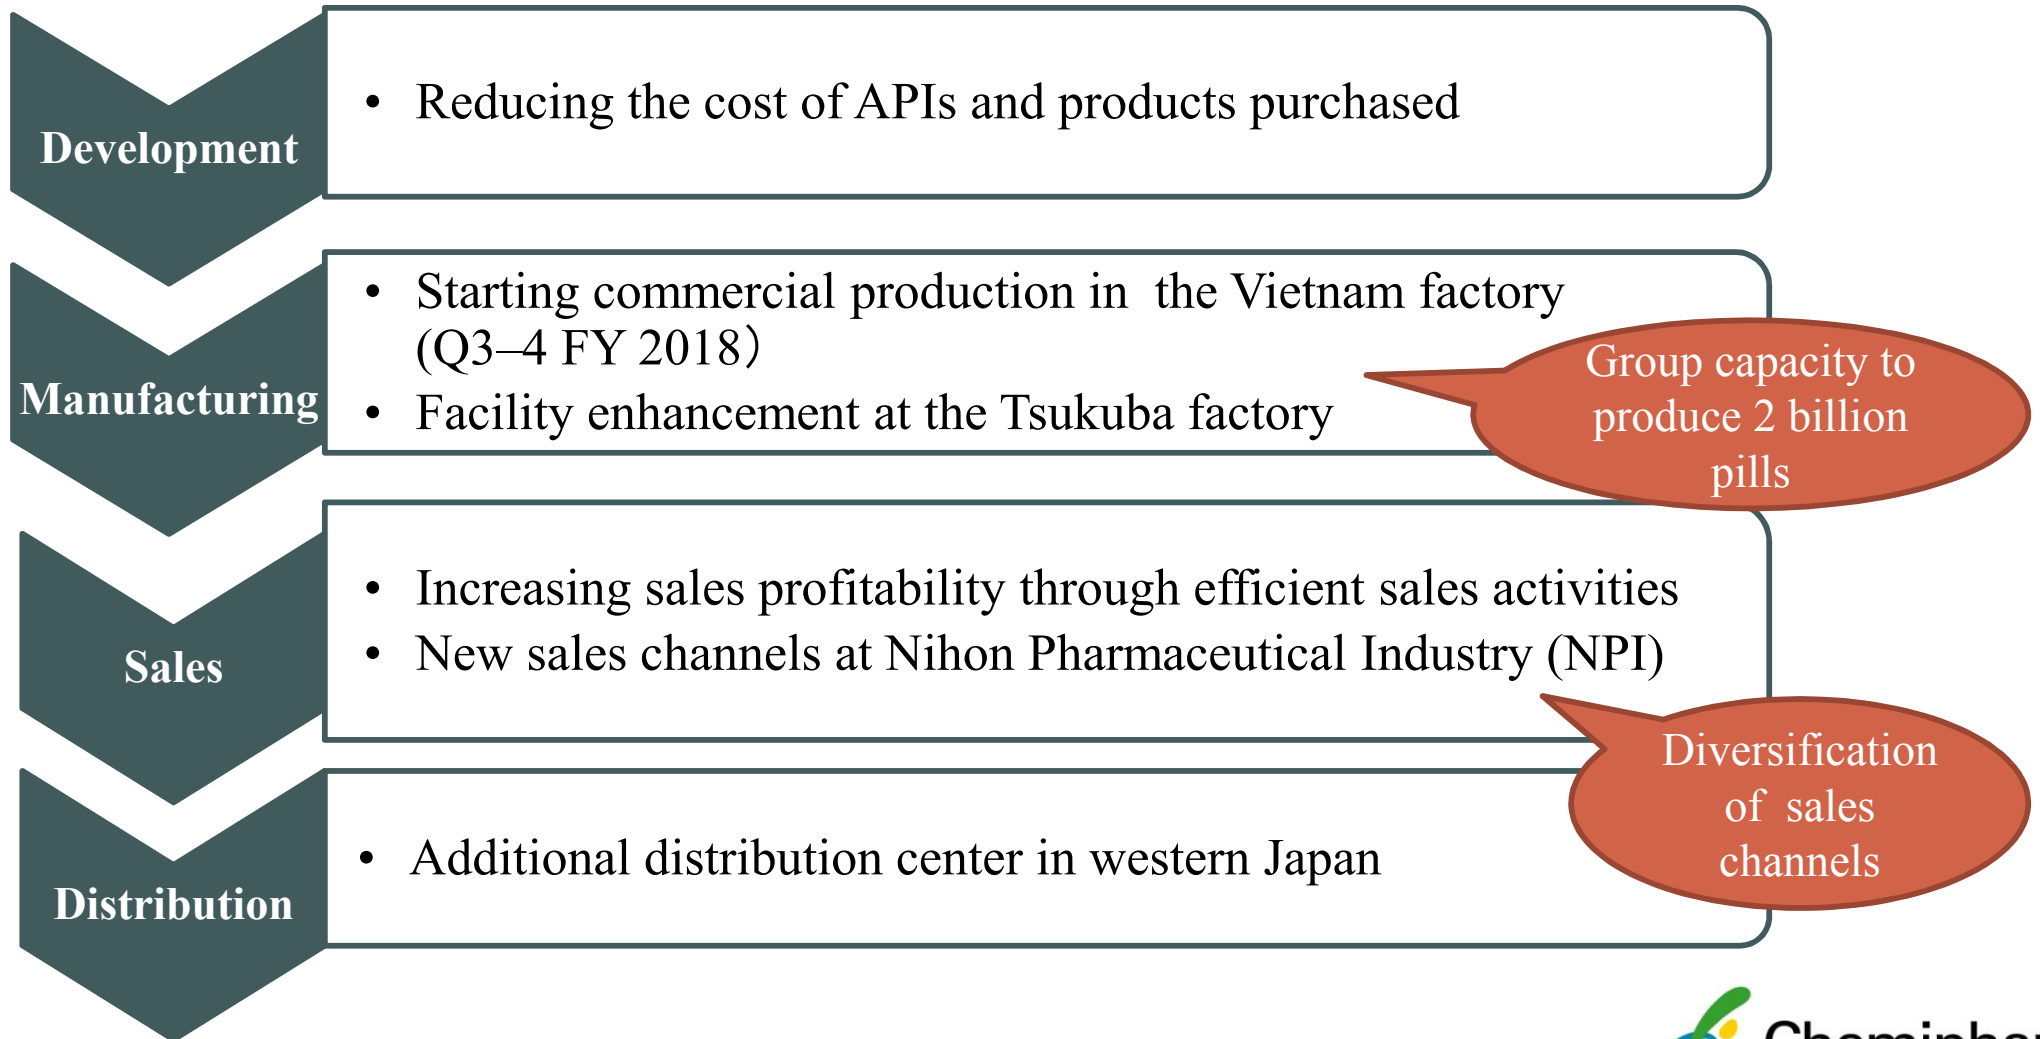 Development
• Reducing the cost of APIs and products purchased
Manufacturing
• Starting commercial production in the Vietnam factory
(Q3–4 FY 2018）
• Facility enhancement at the Tsukuba factory
Group capacity to
produce 2 billion
pills
Sales
• Increasing sales profitability through efficient sales activities
• New sales channels at Nihon Pharmaceutical Industry (NPI)
Diversification
of sales
channels
Distribution
• Additional distribution center in western Japan